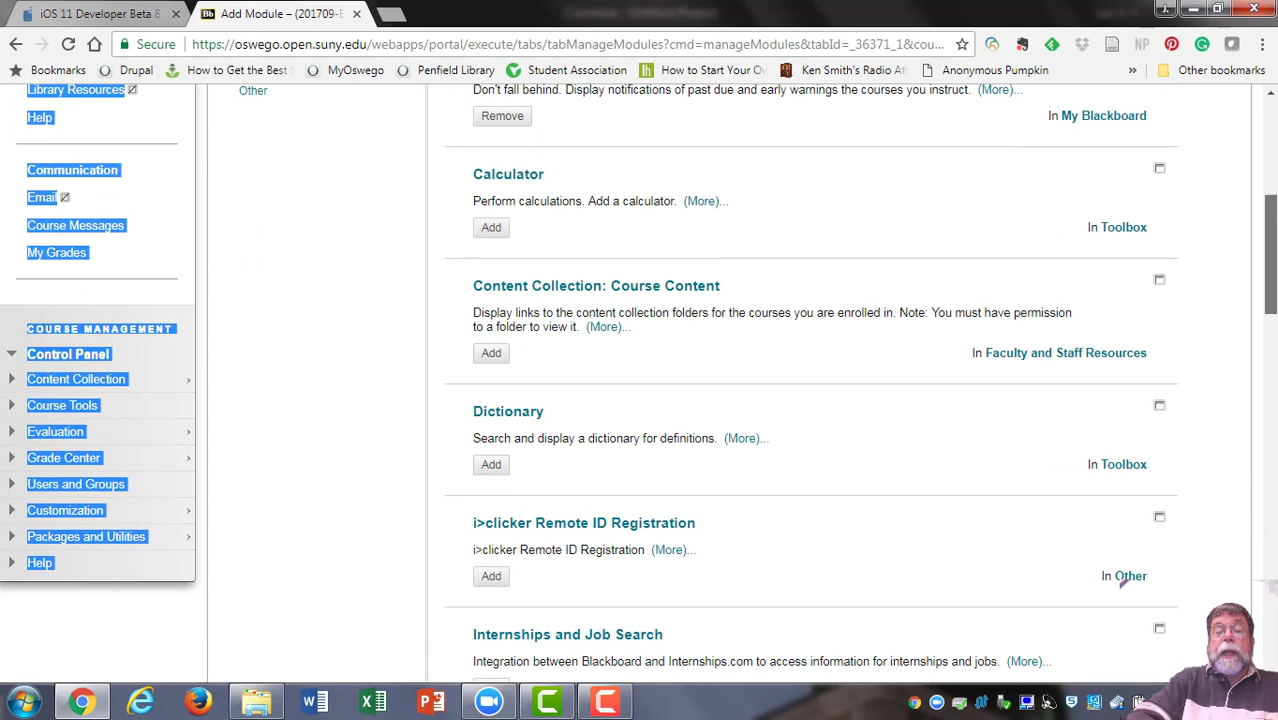 iOS 11 Developer Beta 8
Bb Add Module – (201709-E
Secure https://oswego.open.suny.edu/webapps/portal/execute/tabs/tabManageModules?cmd=manageModules&tabId=_36371_1&cou...
Bookmarks Drupal How to Get the Best MyOswego Penfield Library Student Association How to Start Your Ow Ken Smith's Radio At Anonymous Pumpkin » Other bookmarks
Library Resources
Help
Communication
Email
Course Messages
My Grades
COURSE MANAGEMENT
Control Panel
Content Collection
Course Tools
Evaluation
Grade Center
Users and Groups
Customization
Packages and Utilities
Help
Other
Don't fall behind. Display notifications of past due and early warnings the courses you instruct. (More)...
Remove
In My Blackboard
Calculator
Perform calculations. Add a calculator. (More)...
Add
In Toolbox
Content Collection: Course Content
Display links to the content collection folders for the courses you are enrolled in. Note: You must have permission
to a folder to view it. (More)...
Add
In Faculty and Staff Resources
Dictionary
Search and display a dictionary for definitions. (More)...
Add
In Toolbox
i>clicker Remote ID Registration
i>clicker Remote ID Registration (More)...
Add
In Other
Internships and Job Search
Integration between Blackboard and Internships.com to access information for internships and jobs. (More)...